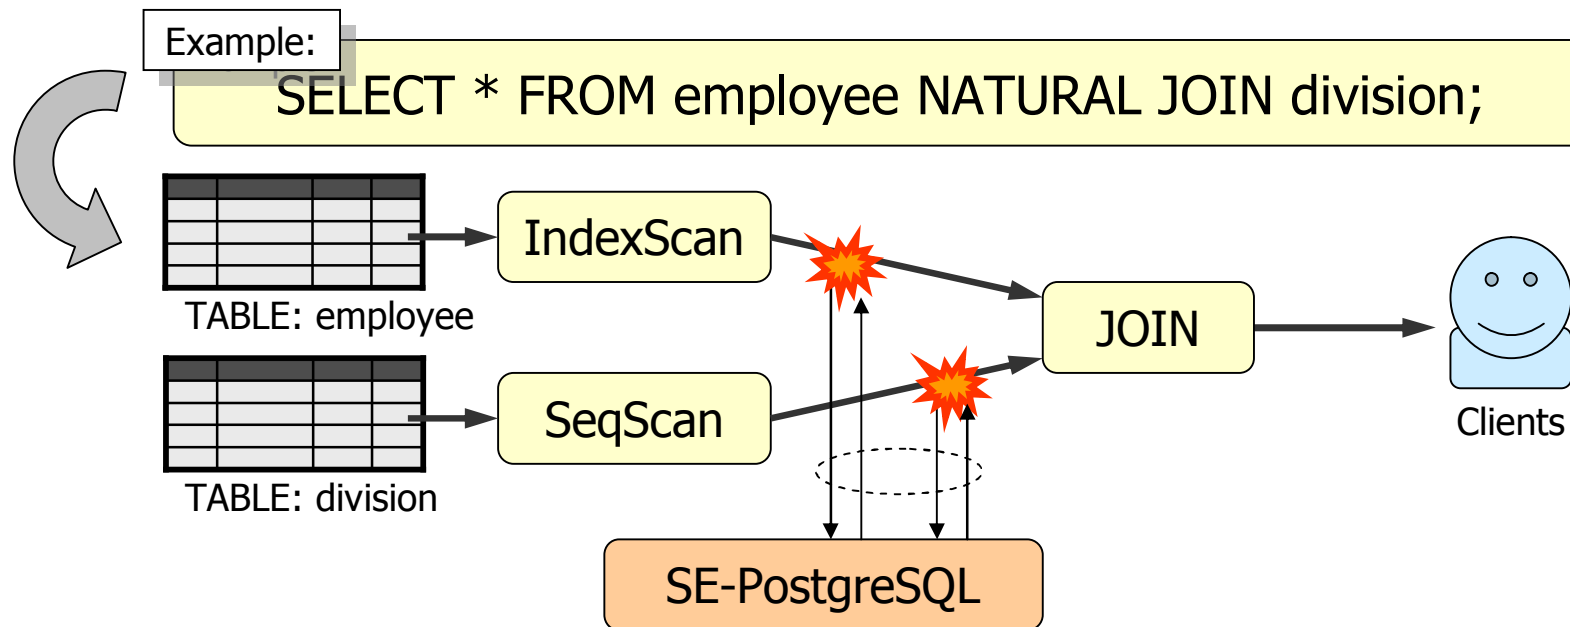 Example:
SELECT * FROM employee NATURAL JOIN division;
IndexScan
TABLE: employee
JOIN
SeqScan
Clients
TABLE: division
SE-PostgreSQL